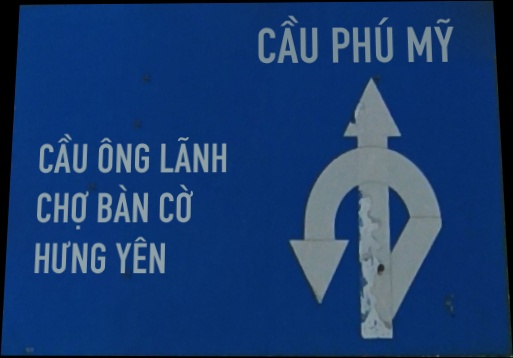 CẦU PHÚ MỸ
CẦU ÔNG LÃNH
CHỢ BÀN CỜ
HƯNG YÊN